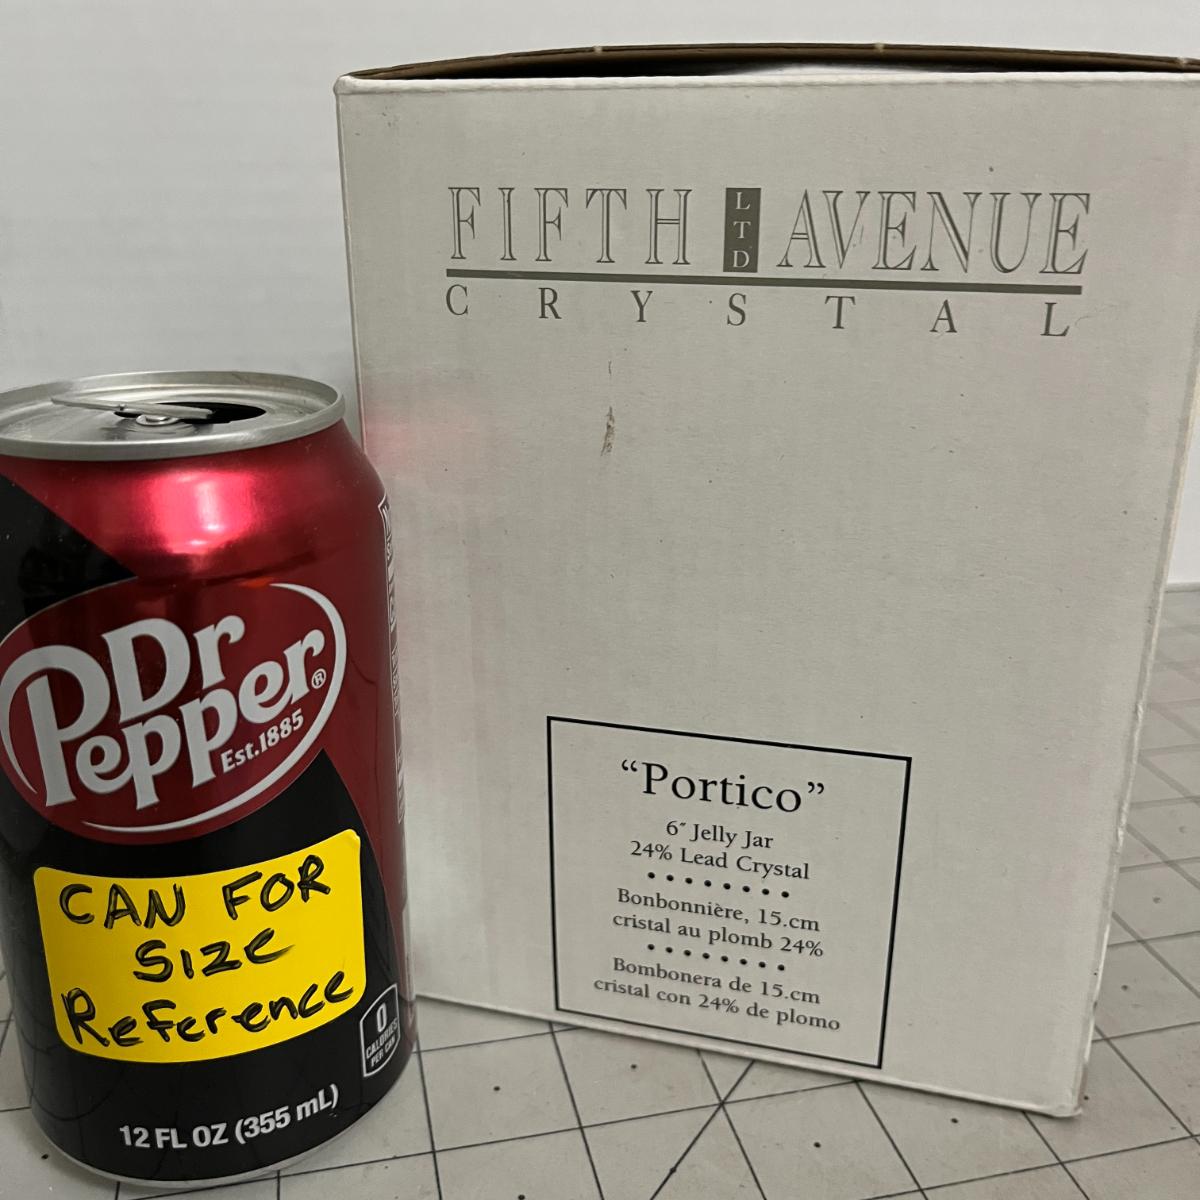 FIFTH LTD AVENUE
CRYSTAL
"Portico"
6" Jelly Jar
24% Lead Crystal
Bonbonnière, 15.cm
cristal au plomb 24%
Bombonera de 15.cm
cristal con 24% de plomo
Dr
Pepper®
Est.1885
CAN FOR
SIZE
Reference
0
CALORIES
PER CAN
12 FL OZ (355 mL)